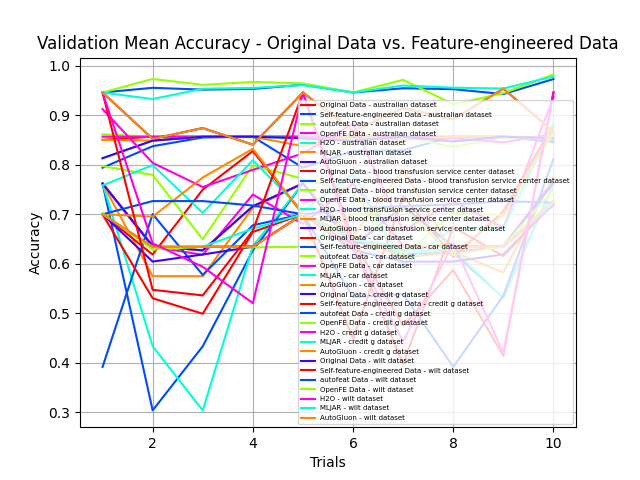 Validation Mean Accuracy - Original Data vs. Feature-engineered Data
1.0
0.9
0.8
0.7
0.6
0.5
0.4
0.3
Accuracy
2
4
6
8
10
Trials
Original Data - australian dataset
Self-feature-engineered Data - australian dataset
autofeat Data - australian dataset
OpenFE Data - australian dataset
H2O - australian dataset
MLJAR - australian dataset
AutoGluon - australian dataset
Original Data - blood transfusion service center dataset
Self-feature-engineered Data - blood transfusion service center dataset
autofeat Data - blood transfusion service center dataset
OpenFE Data - blood transfusion service center dataset
H2O - blood transfusion service center dataset
MLJAR - blood transfusion service center dataset
AutoGluon - blood transfusion service center dataset
Original Data - car dataset
Self-feature-engineered Data - car dataset
autofeat Data - car dataset
OpenFE Data - car dataset
MLJAR - car dataset
AutoGluon - car dataset
Original Data - credit g dataset
Self-feature-engineered Data - credit g dataset
autofeat Data - credit g dataset
OpenFE Data - credit g dataset
H2O - credit g dataset
MLJAR - credit g dataset
AutoGluon - credit g dataset
Original Data - wilt dataset
Self-feature-engineered Data - wilt dataset
autofeat Data - wilt dataset
OpenFE Data - wilt dataset
H2O - wilt dataset
MLJAR - wilt dataset
AutoGluon - wilt dataset